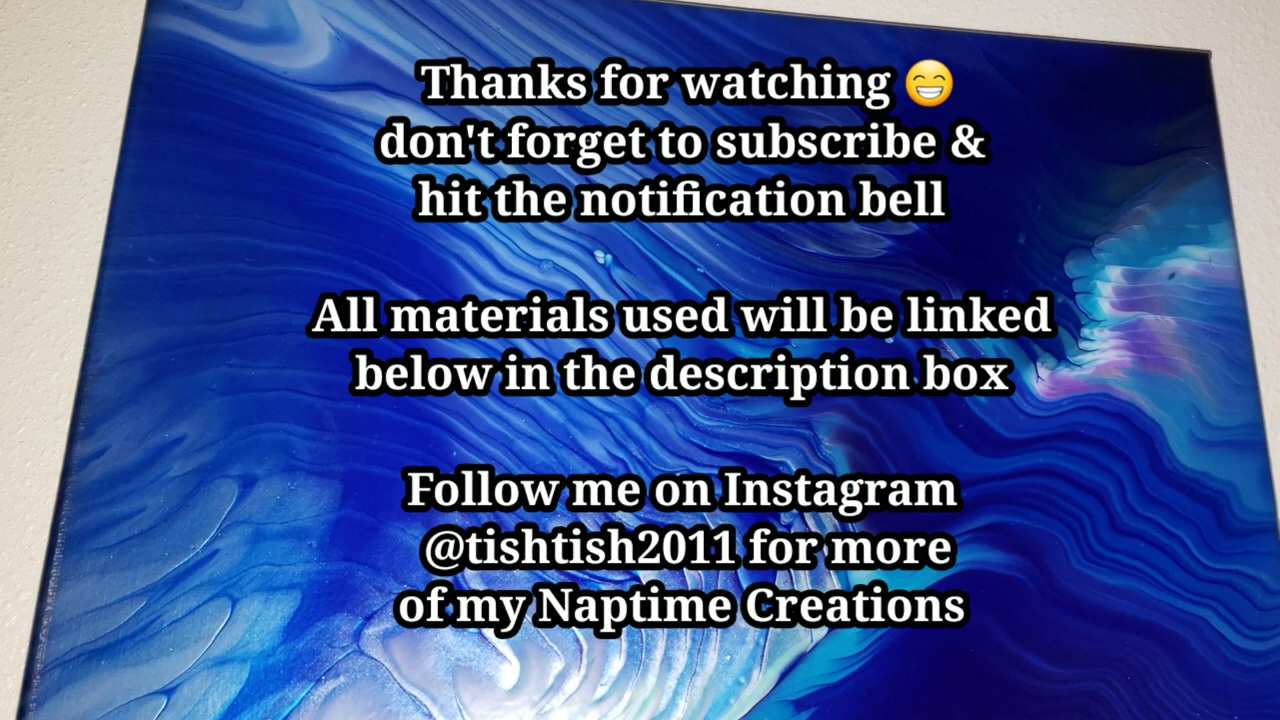 Thanks for watching 😁
don't forget to subscribe &
hit the notification bell
All materials used will be linked
below in the description box
Follow me on Instagram
@tishtish2011 for more
of my Naptime Creations